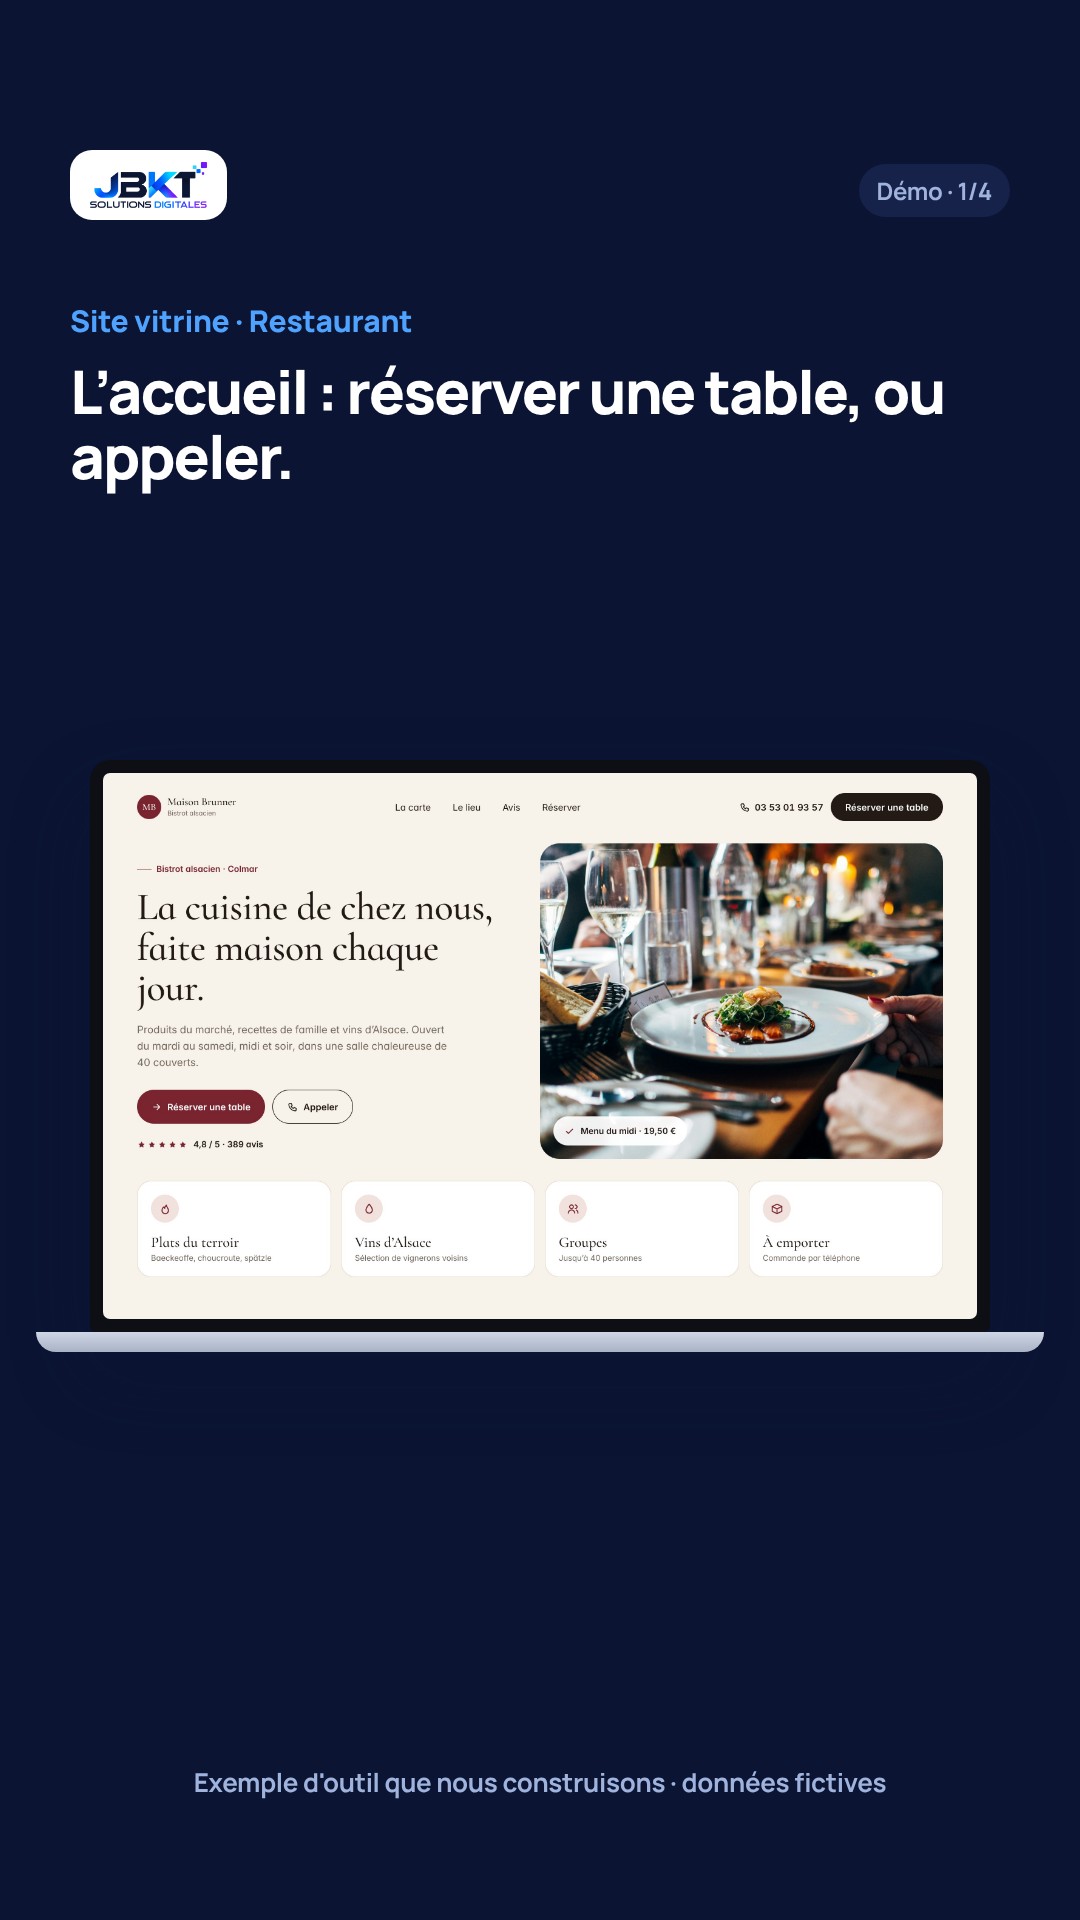 JBKT
SOLUTIONS DIGITALES
Démo · 1/4
Site vitrine · Restaurant
L’accueil : réserver une table, ou
appeler.
MB
Maison Brunner
Bistrot alsacien
La carte
Le lieu
Avis
Réserver
03 53 01 93 57
Réserver une table
Bistrot alsacien · Colmar
La cuisine de chez nous,
faite maison chaque
jour.
Produits du marché, recettes de famille et vins d’Alsace. Ouvert
du mardi au samedi, midi et soir, dans une salle chaleureuse de
40 couverts.
→ Réserver une table
Appeler
★★★★★ 4,8 / 5 · 389 avis
Menu du midi · 19,50 €
Plats du terroir
Baeckeoffe, choucroute, spätzle
Vins d’Alsace
Sélection de vignerons voisins
Groupes
Jusqu’à 40 personnes
À emporter
Commande par téléphone
Exemple d'outil que nous construisons · données fictives